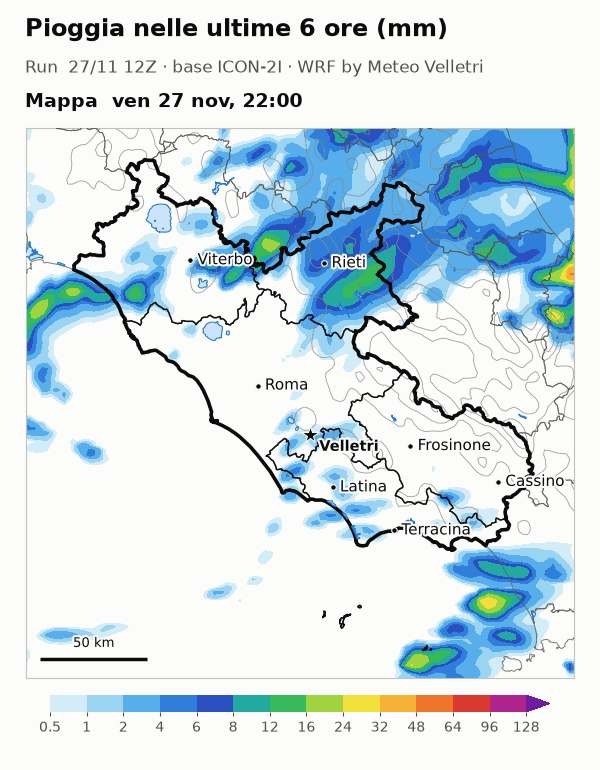 Pioggia nelle ultime 6 ore (mm)
Run 27/11 12Z · base ICON-2I · WRF by Meteo Velletri
Mappa ven 27 nov, 22:00
Viterbo
Rieti
Roma
Velletri
Frosinone
Cassino
Latina
Terracina
50 km
0.5 1 2 4 6 8 12 16 24 32 48 64 96 128